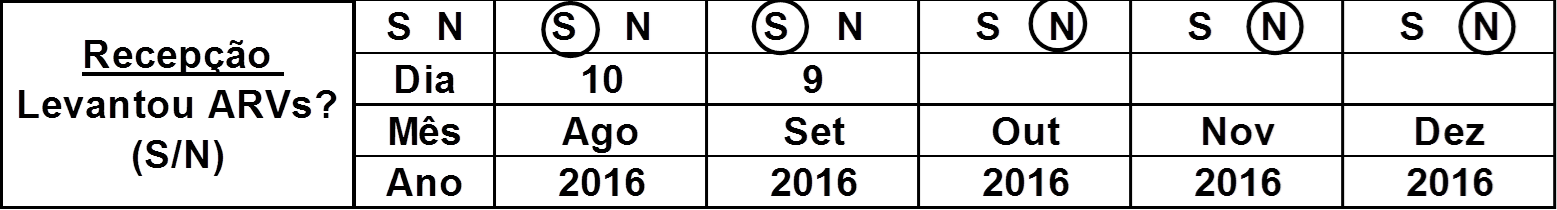 Recepção
Levantou ARVs?
(S/N)
S N S N S N S N S N S N
Dia 10 9
Mês Ago Set Out Nov Dez
Ano 2016 2016 2016 2016 2016